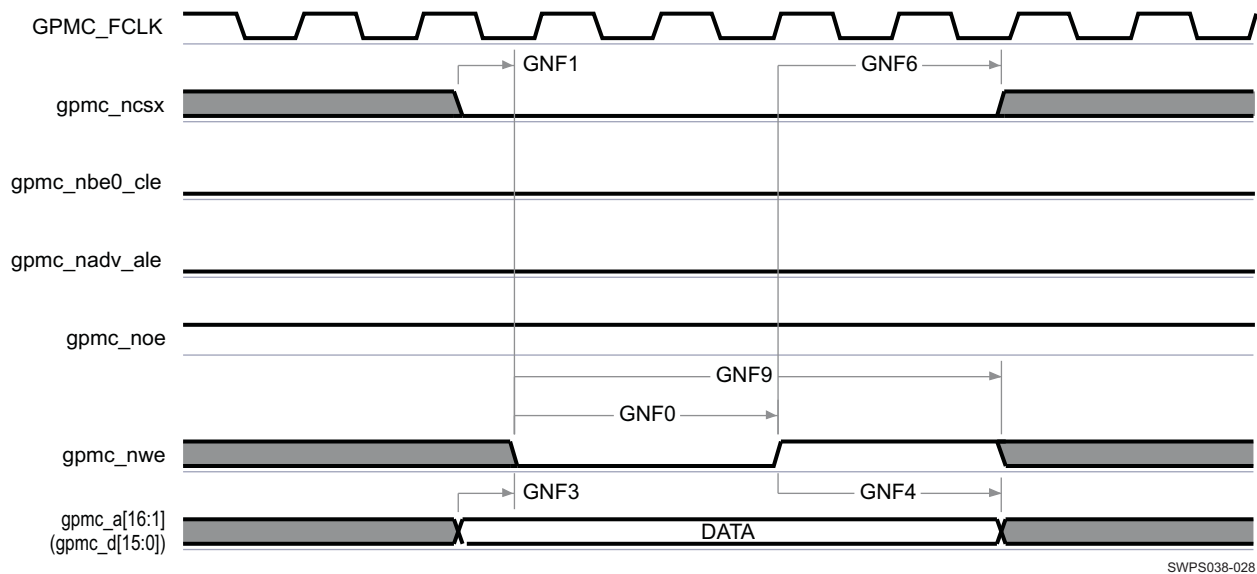 GPMC_FCLK
GNF1
GNF6
gpmc_ncsx
gpmc_nbe0_cle
gpmc_nadv_ale
gpmc_noe
GNF9
GNF0
gpmc_nwe
GNF3
GNF4
gpmc_a[16:1]
(gpmc_d[15:0])
DATA
SWPS038-028